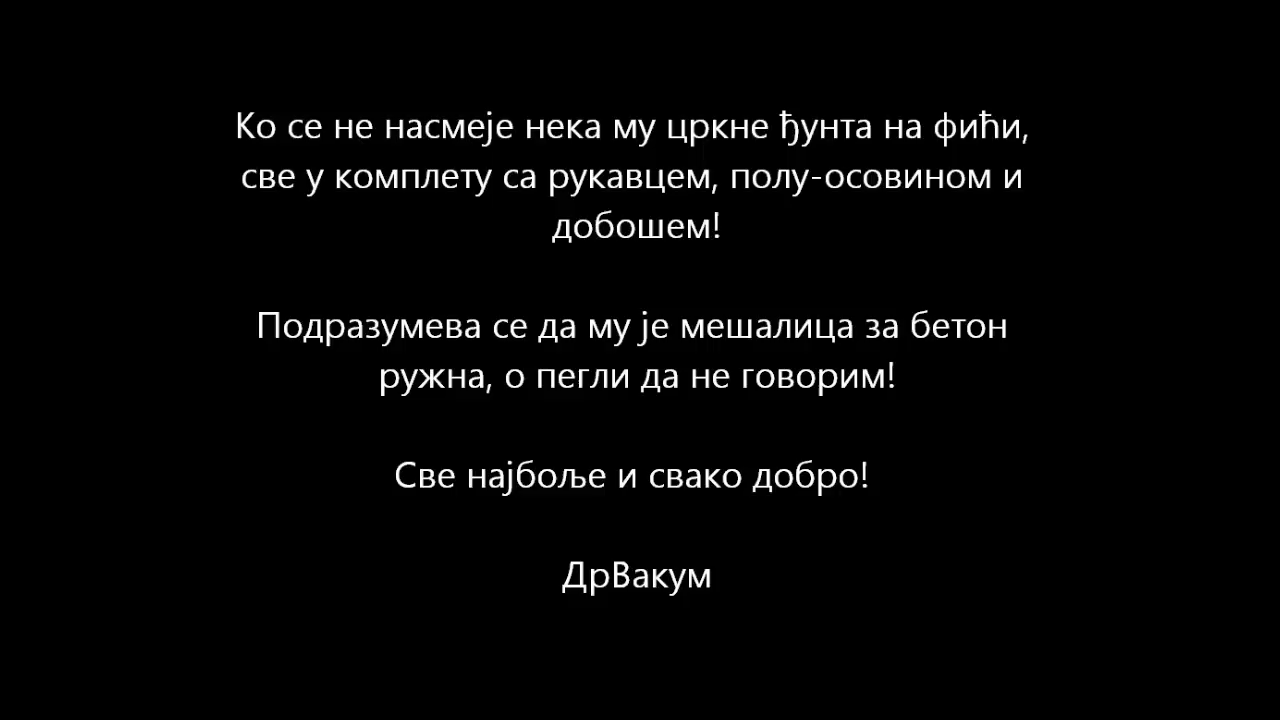 Ко се не насмеје нека му цркне ђунта на фићи,
све у комплету са рукавцем, полу-осовином и
добошем!
Подразумева се да му је мешалица за бетон
ружна, о пегли да не говорим!
Све најбоље и свако добро!
ДрВакум